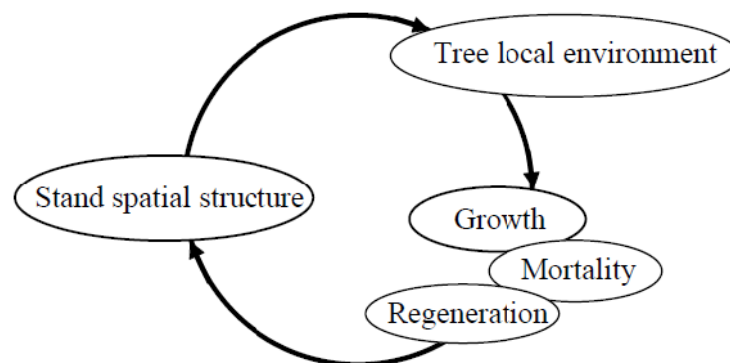 Tree local environment
Stand spatial structure
Growth
Mortality
Regeneration